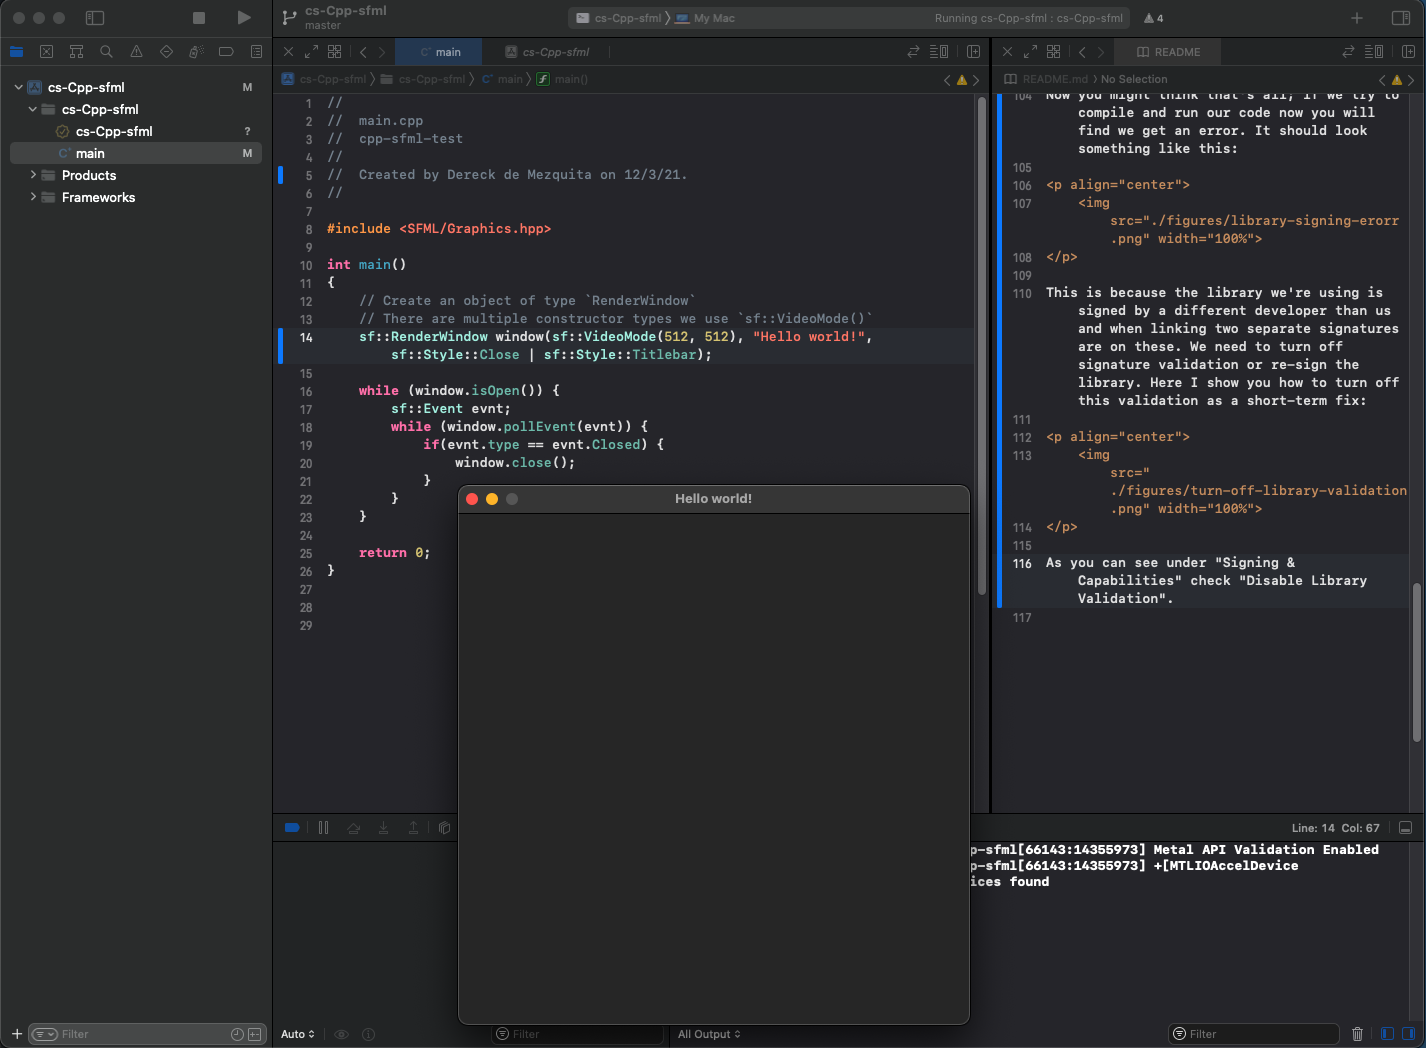 cs-Cpp-sfml
master
cs-Cpp-sfml
My Mac
Running cs-Cpp-sfml : cs-Cpp-sfml
4
cs-Cpp-sfml M
cs-Cpp-sfml
cs-Cpp-sfml ?
main M
Products
Frameworks
Filter
main
cs-Cpp-sfml
cs-Cpp-sfml
cs-Cpp-sfml
main
main()
1 //
2 //  main.cpp
3 //  cpp-sfml-test
4 //
5 //  Created by Dereck de Mezquita on 12/3/21.
6 //
7
8 #include <SFML/Graphics.hpp>
9
10 int main()
11 {
12     // Create an object of type `RenderWindow`
13     // There are multiple constructor types we use `sf::VideoMode()`
14     sf::RenderWindow window(sf::VideoMode(512, 512), "Hello world!",
sf::Style::Close | sf::Style::Titlebar);
15
16     while (window.isOpen()) {
17         sf::Event evnt;
18         while (window.pollEvent(evnt)) {
19             if(evnt.type == evnt.Closed) {
20                 window.close();
21             }
22         }
23     }
24
25     return 0;
26 }
27
28
29
Hello world!
README
README.md
No Selection
104 Now you might think that's all, if we try to
compile and run our code now you will
find we get an error. It should look
something like this:
105
106 <p align="center">
107     <img
src="./figures/library-signing-erorr
.png" width="100%">
108 </p>
109
110 This is because the library we're using is
signed by a different developer than us
and when linking two separate signatures
are on these. We need to turn off
signature validation or re-sign the
library. Here I show you how to turn off
this validation as a short-term fix:
111
112 <p align="center">
113     <img
src="
./figures/turn-off-library-validation
.png" width="100%">
114 </p>
115
116 As you can see under "Signing &
Capabilities" check "Disable Library
Validation".
117
Line: 14 Col: 67
p-sfml[66143:14355973] Metal API Validation Enabled
p-sfml[66143:14355973] +[MTLIOAccelDevice
ices found
Auto
Filter
All Output
Filter